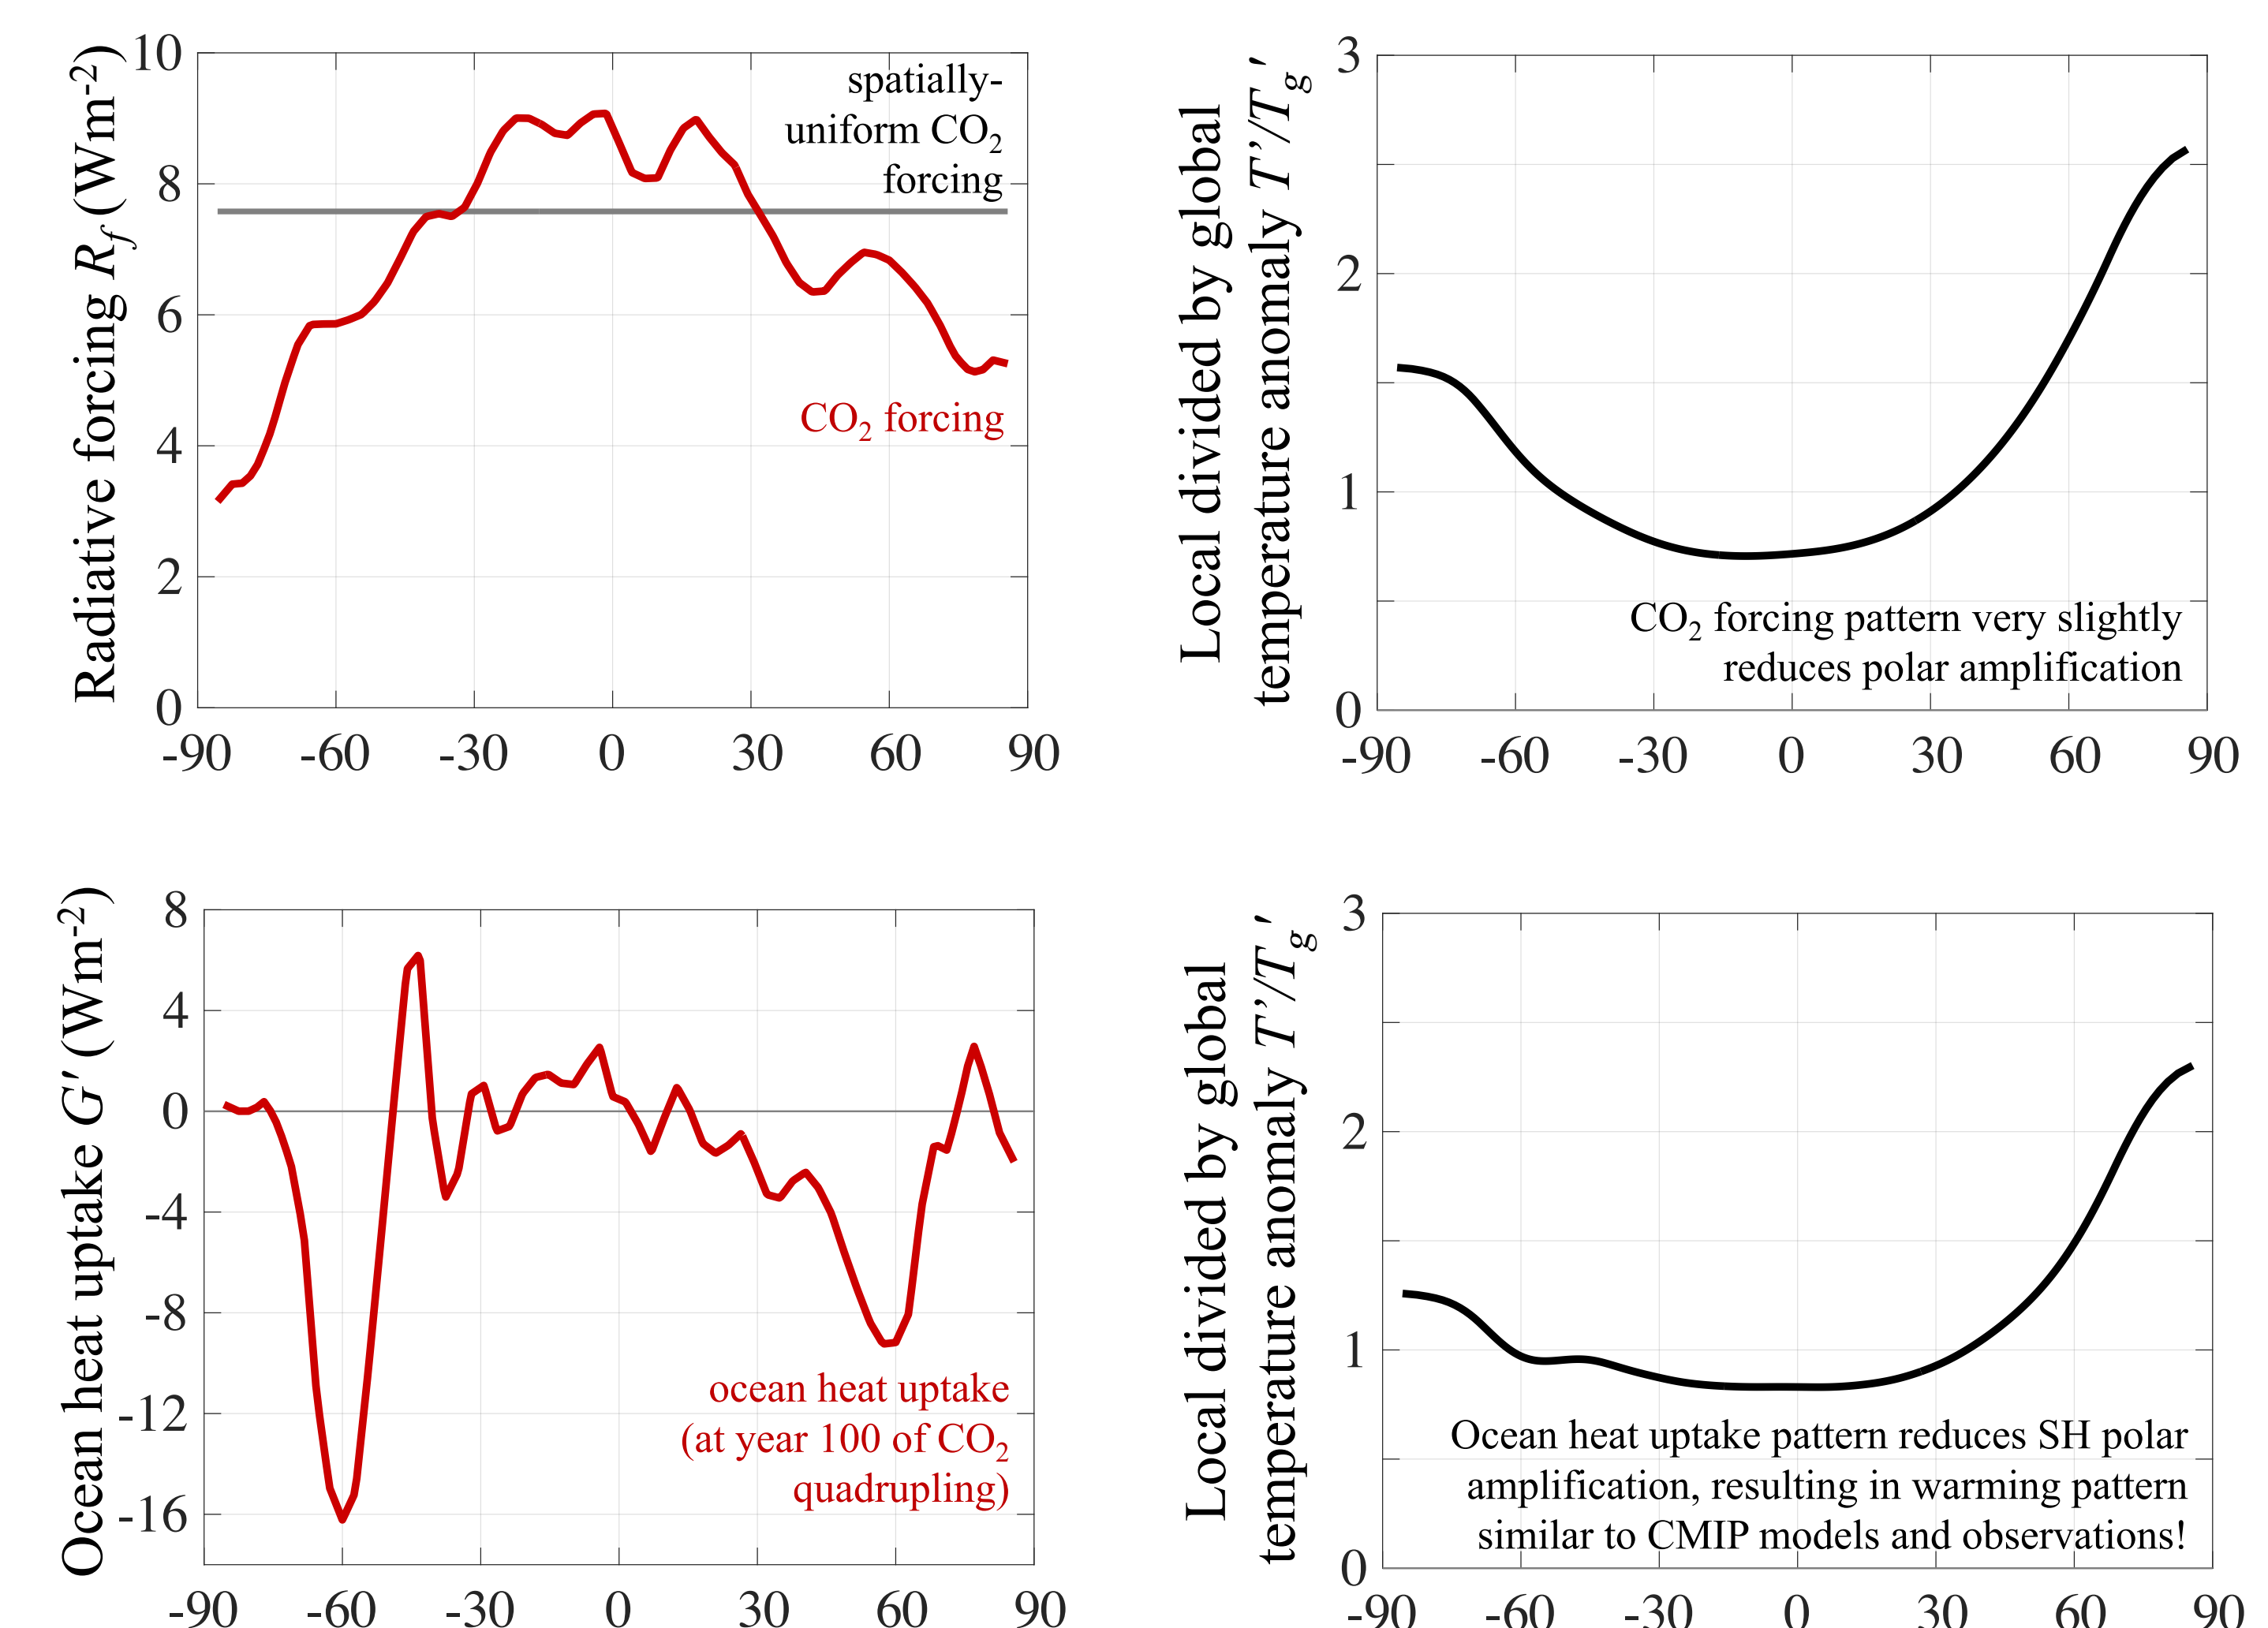 Radiative forcing R_f (Wm^-2)
10
8
6
4
2
0
spatially-
uniform CO₂
forcing
CO₂ forcing
-90 -60 -30 0 30 60 90
Local divided by global
temperature anomaly T'/T_g'
3
2
1
0
CO₂ forcing pattern very slightly
reduces polar amplification
-90 -60 -30 0 30 60 90
Ocean heat uptake G' (Wm^-2)
8
4
0
-4
-8
-12
-16
ocean heat uptake
(at year 100 of CO₂
quadrupling)
-90 -60 -30 0 30 60 90
Local divided by global
temperature anomaly T'/T_g'
3
2
1
0
Ocean heat uptake pattern reduces SH polar
amplification, resulting in warming pattern
similar to CMIP models and observations!
-90 -60 -30 0 30 60 90